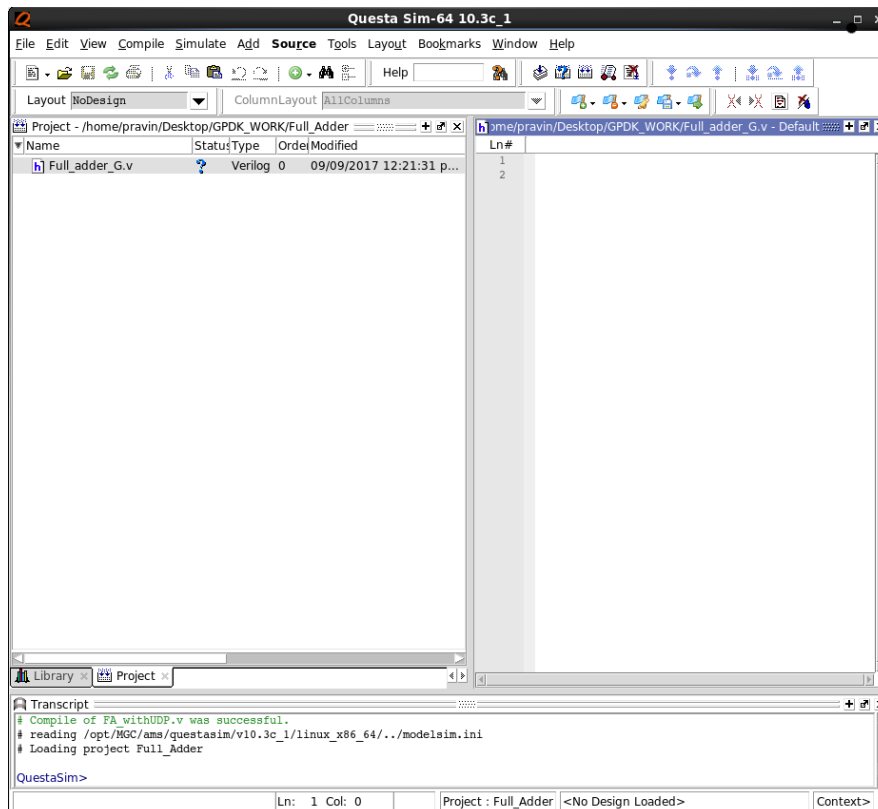 Questa Sim-64 10.3c_1
File Edit View Compile Simulate Add Source Tools Layout Bookmarks Window Help
Help
Layout NoDesign ColumnLayout AllColumns
Project - /home/pravin/Desktop/GPDK_WORK/Full_Adder
Name Status Type Order Modified
Full_adder_G.v Verilog 0 09/09/2017 12:21:31 p...
ome/pravin/Desktop/GPDK_WORK/Full_adder_G.v - Default
Ln#
1
2
Library Project
Transcript
# Compile of FA_withUDP.v was successful.
# reading /opt/MGC/ams/questasim/v10.3c_1/linux_x86_64/../modelsim.ini
# Loading project Full_Adder
QuestaSim>
Ln: 1 Col: 0 Project : Full_Adder <No Design Loaded> Context>